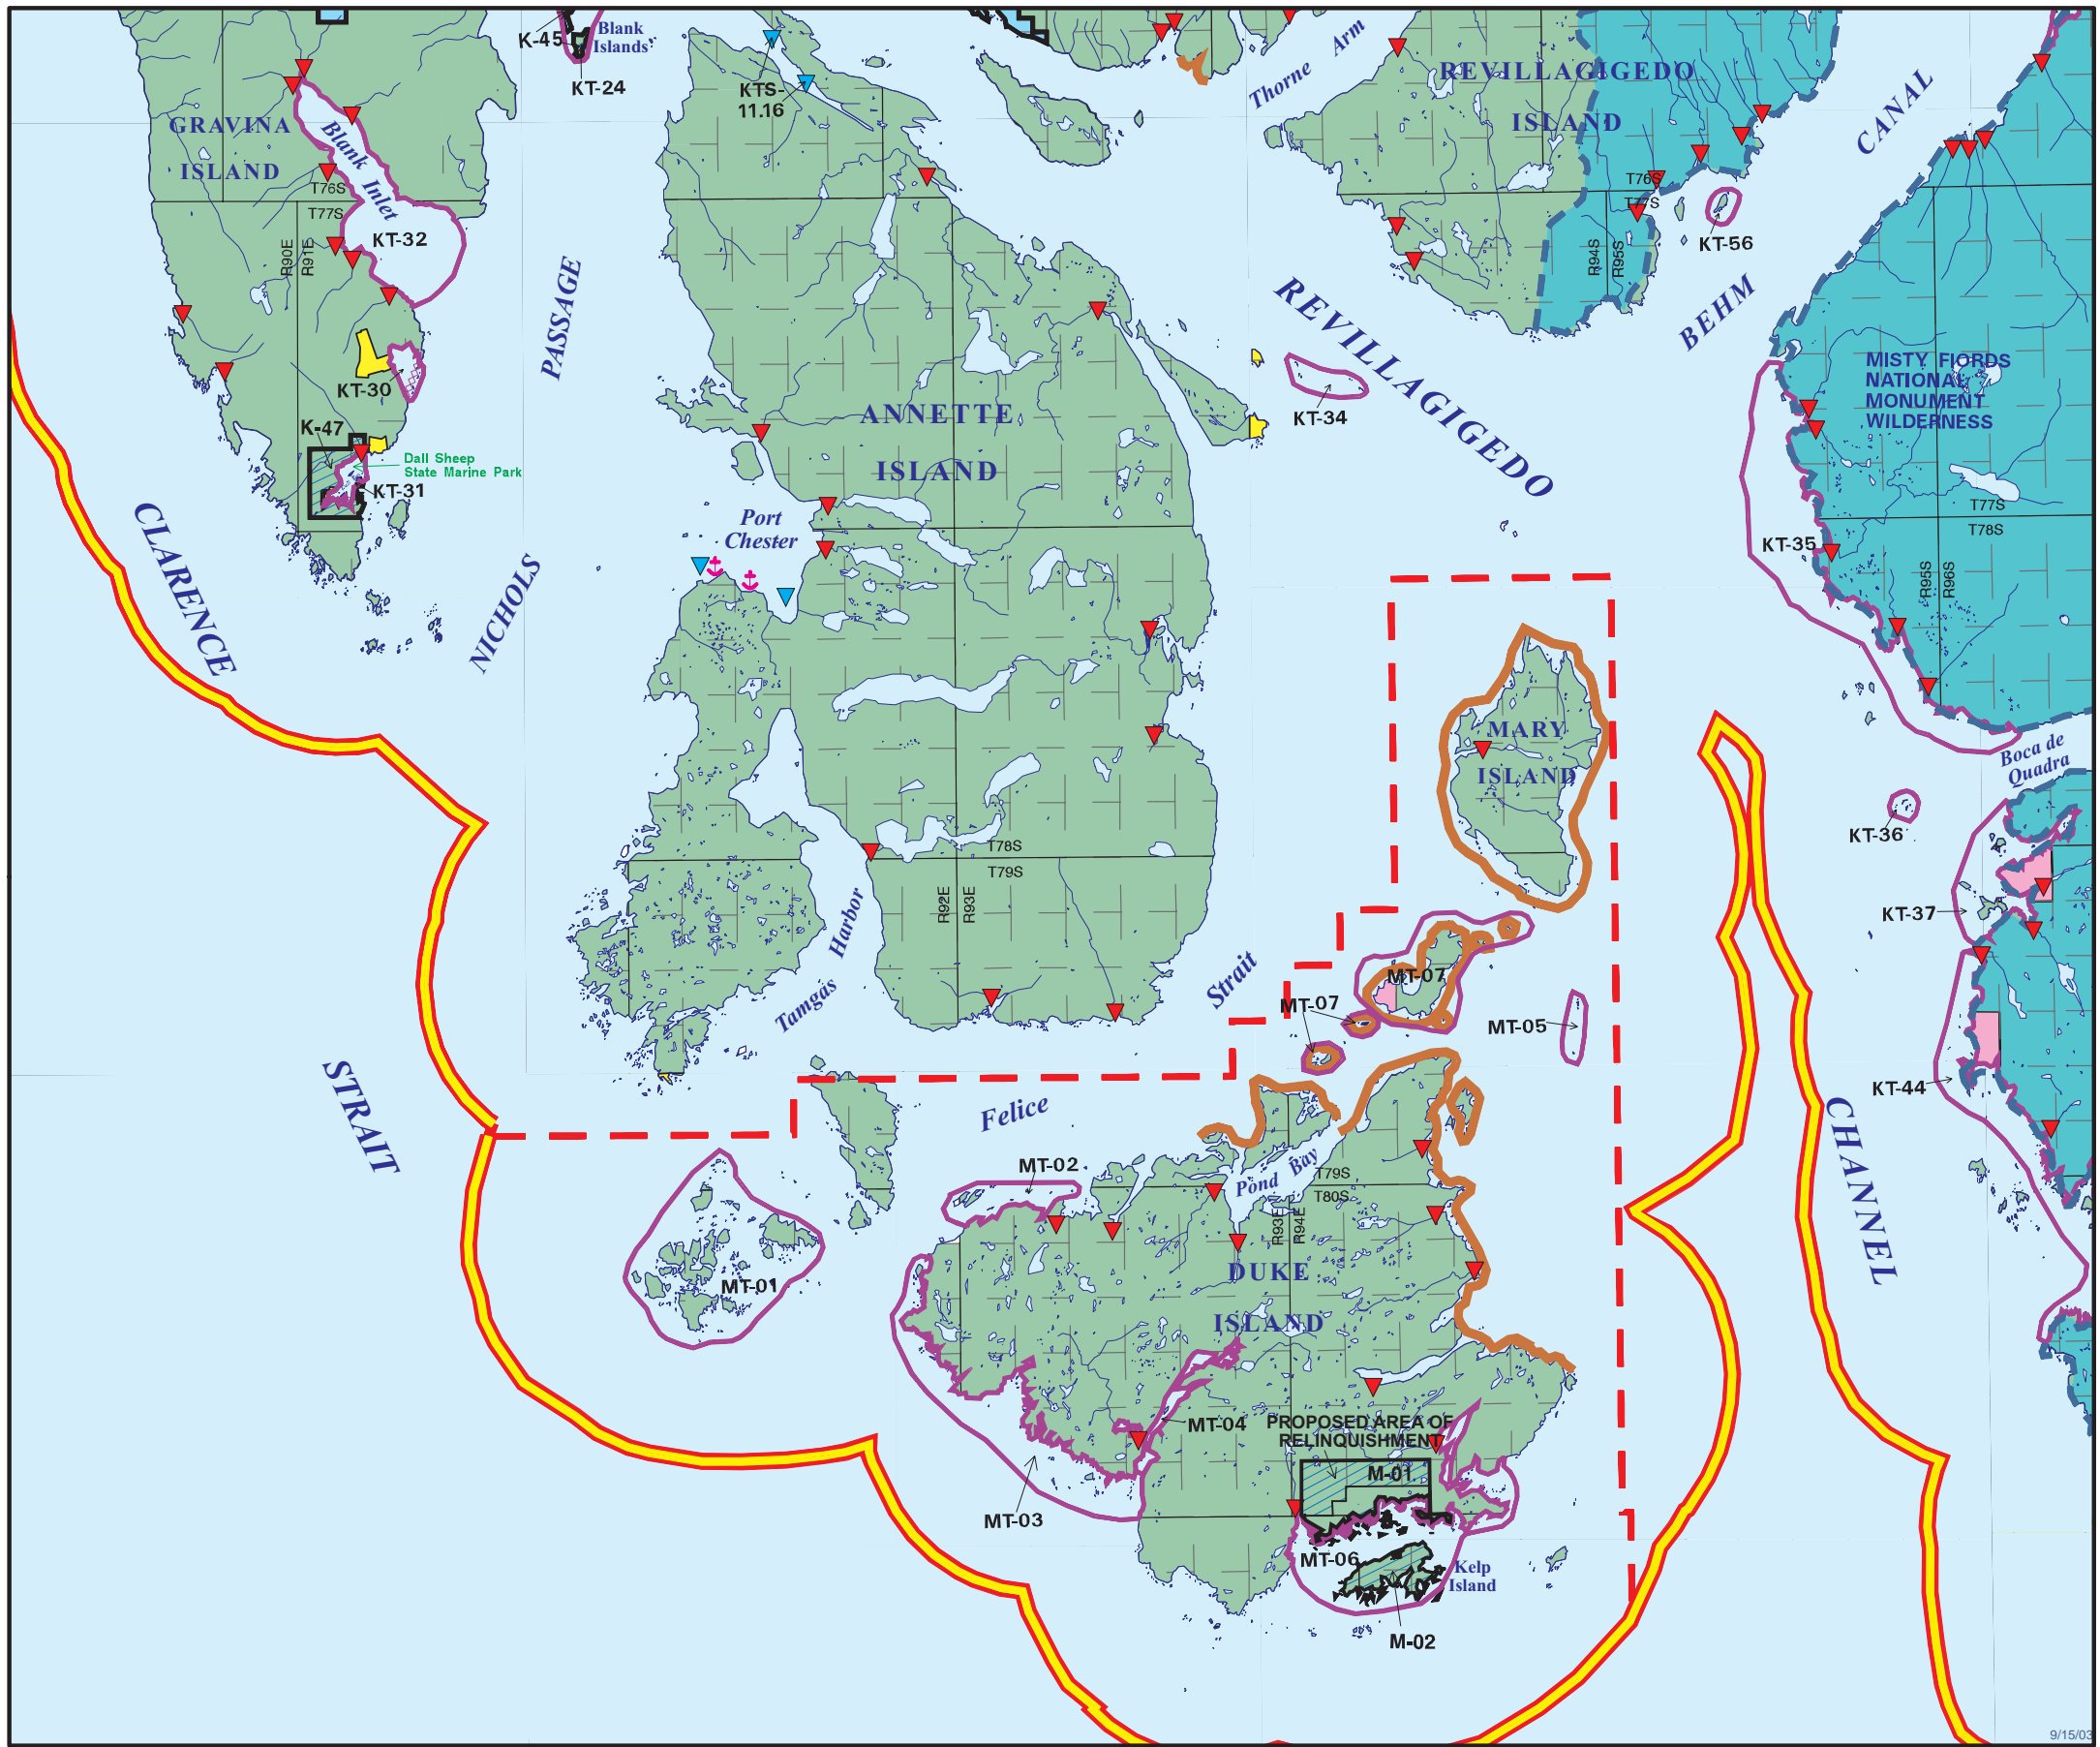 K-45
Blank
Islands
KT-24
KTS-
11.16
Thorne Arm
REVILLAGIGEDO
ISLAND
CANAL
GRAVINA
ISLAND
Blank Inlet
T76S
T77S
R90E
R91E
KT-32
T76S
T77S
R94S
R95S
KT-56
BEHM
PASSAGE
REVILLAGIGEDO
KT-30
KT-34
MISTY FIORDS
NATIONAL
MONUMENT
WILDERNESS
K-47
Dall Sheep
State Marine Park
KT-31
ANNETTE
ISLAND
Port
Chester
T77S
T78S
KT-35
R95S
R96S
CLARENCE
NICHOLS
MARY
ISLAND
Boca de
Quadra
KT-36
T78S
T79S
R92E
R93E
KT-37
Tamgas Harbor
Strait
MT-07
MT-07
MT-05
KT-44
STRAIT
Felice
CHANNEL
MT-02
Pond Bay
T79S
T80S
R93E
R94E
MT-01
DUKE
ISLAND
MT-04
PROPOSED AREA OF
RELINQUISHMENT
M-01
MT-03
MT-06
Kelp
Island
M-02
9/15/03